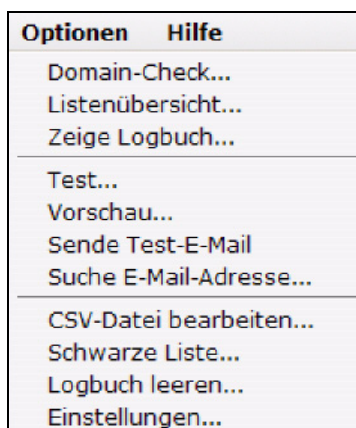 Optionen Hilfe
Domain-Check...
Listenübersicht...
Zeige Logbuch...
Test...
Vorschau...
Sende Test-E-Mail
Suche E-Mail-Adresse...
CSV-Datei bearbeiten...
Schwarze Liste...
Logbuch leeren...
Einstellungen...